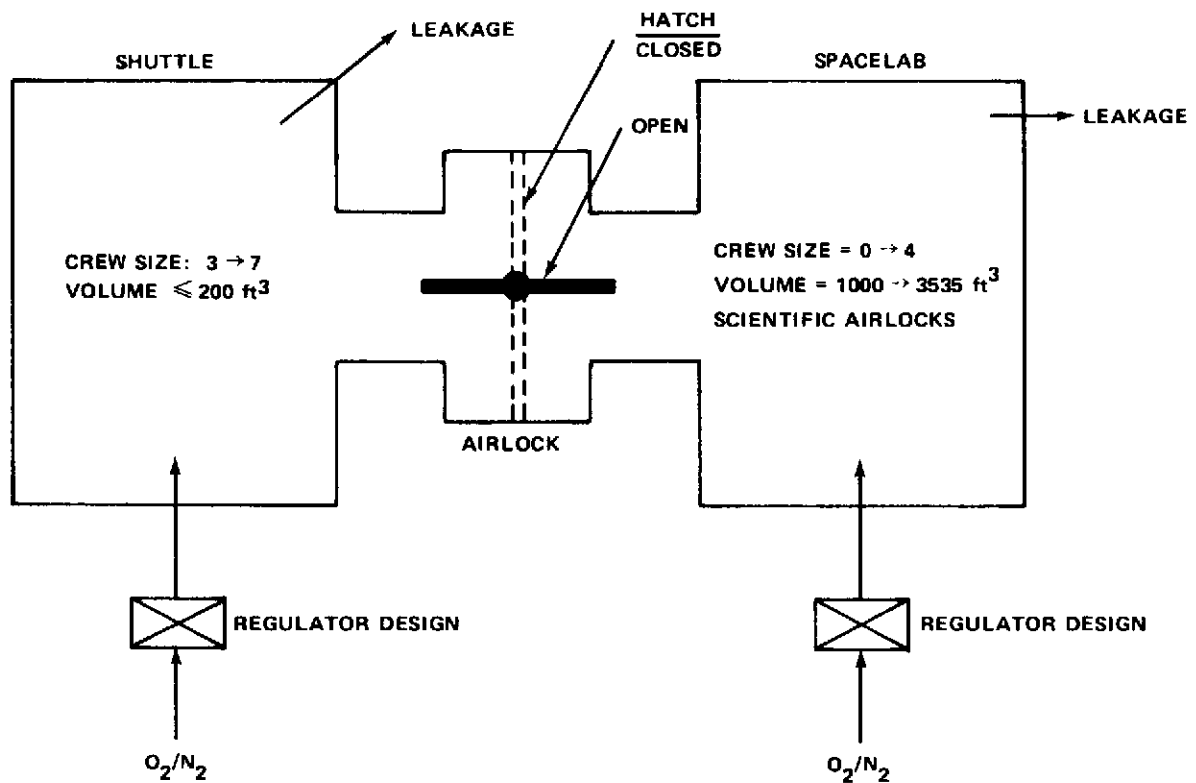 SHUTTLE
LEAKAGE
HATCH
CLOSED
SPACELAB
OPEN
LEAKAGE
CREW SIZE: 3 → 7
VOLUME ⩽ 200 ft³
CREW SIZE = 0 → 4
VOLUME = 1000 → 3535 ft³
SCIENTIFIC AIRLOCKS
AIRLOCK
REGULATOR DESIGN
REGULATOR DESIGN
O₂/N₂
O₂/N₂